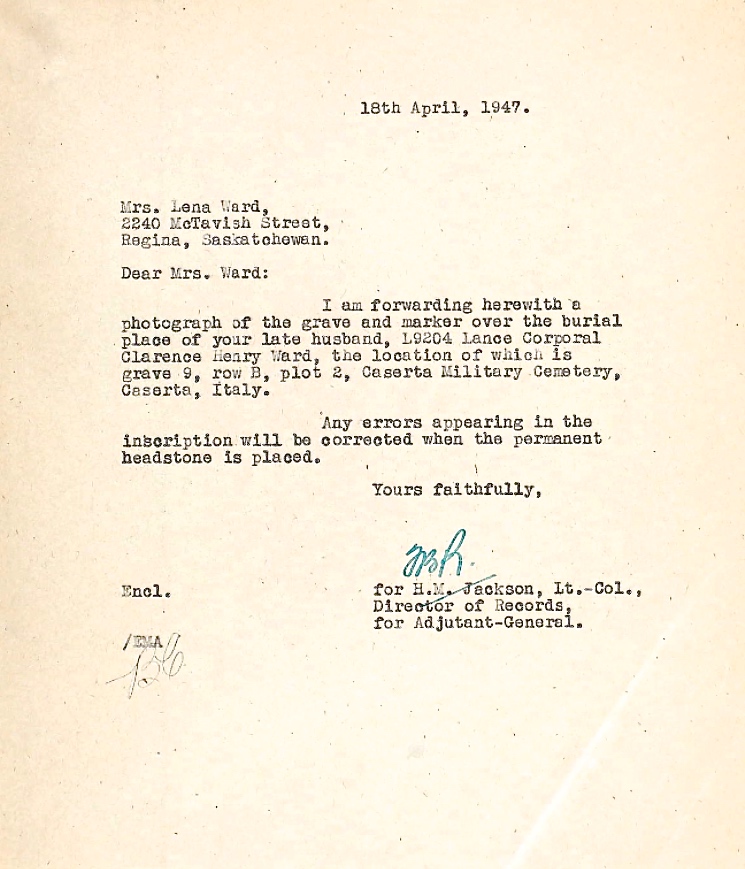 18th April, 1947.
Mrs. Lena Ward,
2240 McTavish Street,
Regina, Saskatchewan.
Dear Mrs. Ward:
I am forwarding herewith a
photograph of the grave and marker over the burial
place of your late husband, L9204 Lance Corporal
Clarence Henry Ward, the location of which is
grave 9, row B, plot 2, Caserta Military Cemetery,
Caserta, Italy.
Any errors appearing in the
inscription will be corrected when the permanent
headstone is placed.
Yours faithfully,
Encl.
for H.M. Jackson, Lt.-Col.,
Director of Records,
for Adjutant-General.
/EMA